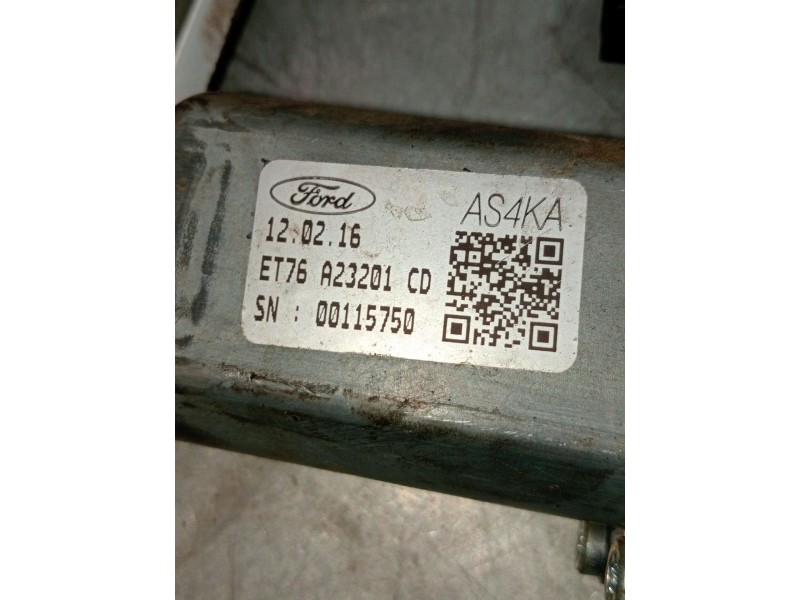 Ford
AS4KA
12.02.16
ET76 A23201 CD
SN : 00115750